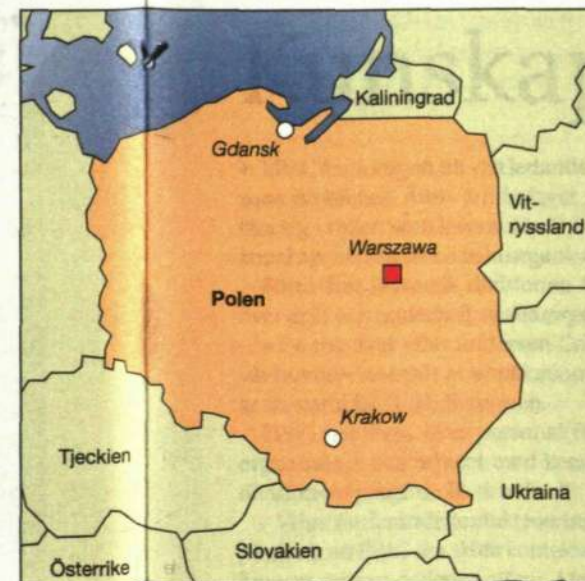 Kaliningrad
Gdansk
Vit-
ryssland
Warszawa
Polen
Krakow
Tjeckien
Ukraina
Slovakien
Österrike